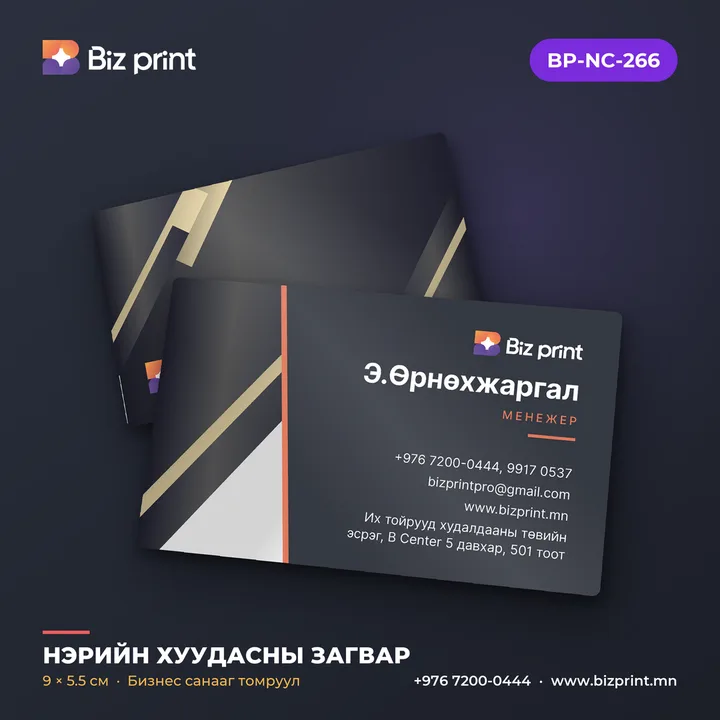 Biz print
BP-NC-266
Biz print
Э.Өрнөхжаргал
МЕНЕЖЕР
+976 7200-0444, 9917 0537
bizprintpro@gmail.com
www.bizprint.mn
Их тойрууд худалдааны төвийн
эсрэг, B Center 5 давхар, 501 тоот
НЭРИЙН ХУУДАСНЫ ЗАГВАР
9 × 5.5 см · Бизнес санааг томруул
+976 7200-0444 · www.bizprint.mn